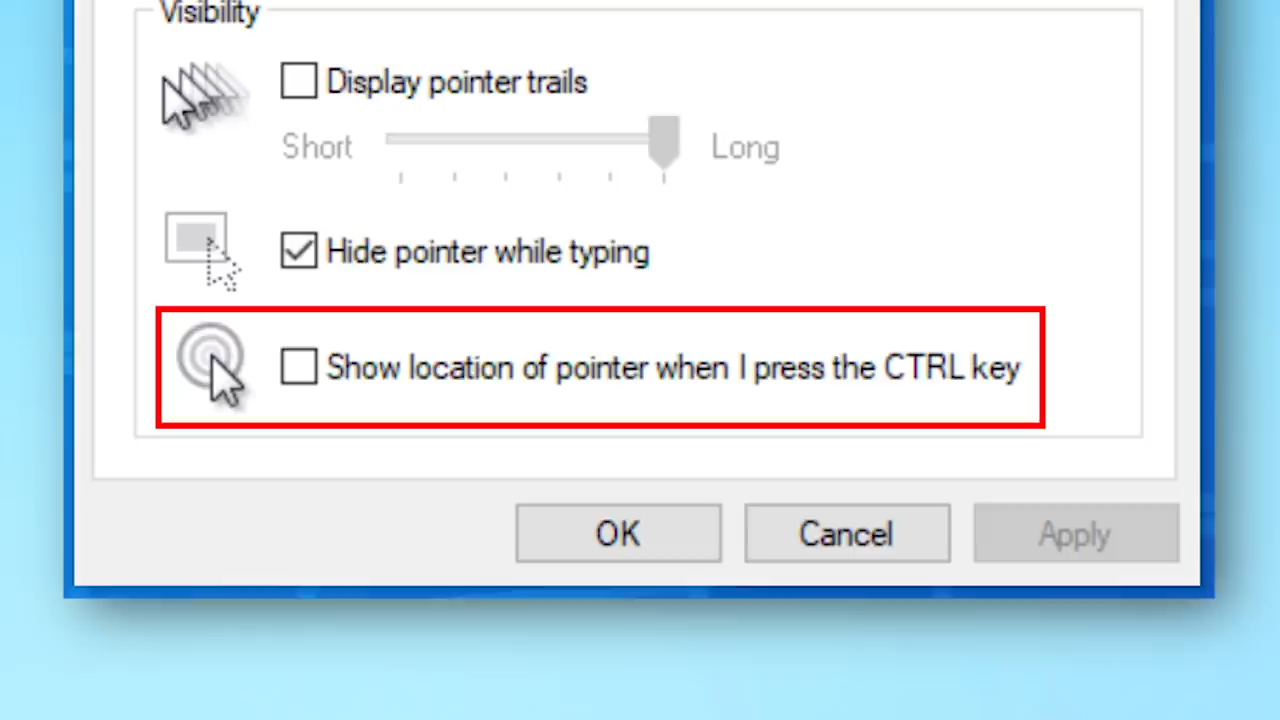 Visibility
Display pointer trails
Short Long
Hide pointer while typing
Show location of pointer when I press the CTRL key
OK Cancel Apply